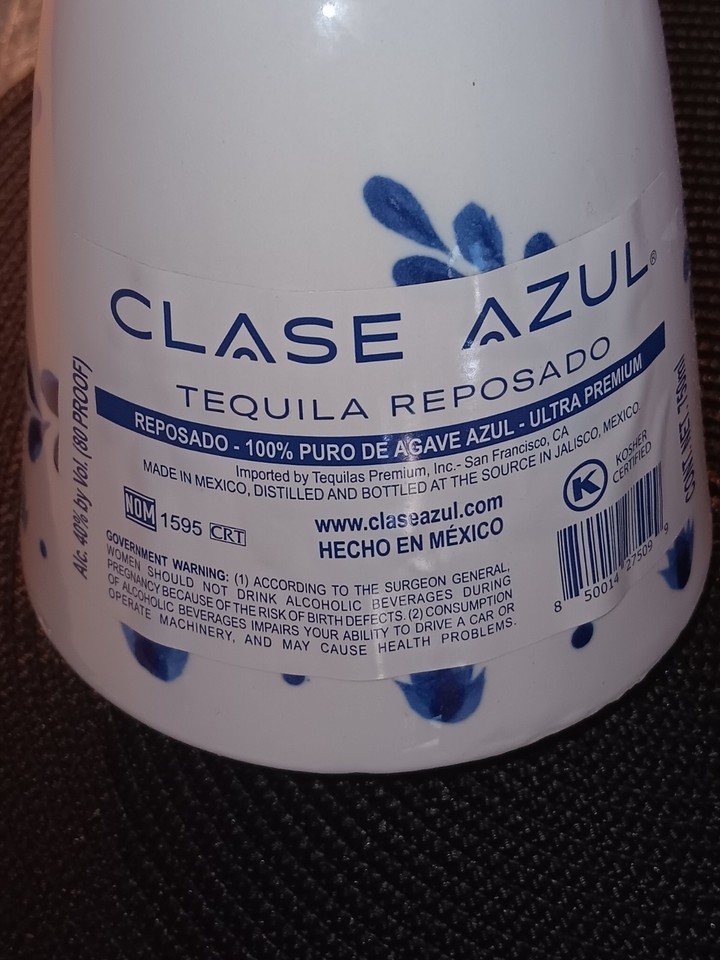 CLASE AZUL®
TEQUILA REPOSADO
REPOSADO - 100% PURO DE AGAVE AZUL - ULTRA PREMIUM
Imported by Tequilas Premium, Inc.- San Francisco, CA
MADE IN MEXICO, DISTILLED AND BOTTLED AT THE SOURCE IN JALISCO, MEXICO.
NOM 1595 CRT
www.claseazul.com
HECHO EN MÉXICO
K KOSHER
CERTIFIED
GOVERNMENT WARNING: (1) ACCORDING TO THE SURGEON GENERAL,
WOMEN SHOULD NOT DRINK ALCOHOLIC BEVERAGES DURING
PREGNANCY BECAUSE OF THE RISK OF BIRTH DEFECTS. (2) CONSUMPTION
OF ALCOHOLIC BEVERAGES IMPAIRS YOUR ABILITY TO DRIVE A CAR OR
OPERATE MACHINERY, AND MAY CAUSE HEALTH PROBLEMS.
8 50014 27509 9
Alc. 40% by Vol. (80 PROOF)
CONT. NET. 750ml